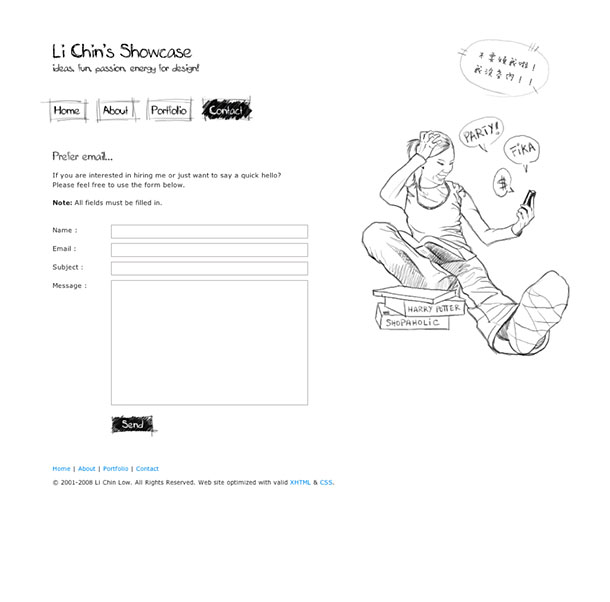 Li Chin's Showcase
ideas, fun, passion, energy for design!
Home
About
Portfolio
Contact
PARTY!
FIKA
$
HARRY POTTER
SHOPAHOLIC
Prefer email...
If you are interested in hiring me or just want to say a quick hello?
Please feel free to use the form below.
Note: All fields must be filled in.
Name :
Email :
Subject :
Message :
Send
Home | About | Portfolio | Contact
© 2001-2008 Li Chin Low. All Rights Reserved. Web site optimized with valid XHTML & CSS.